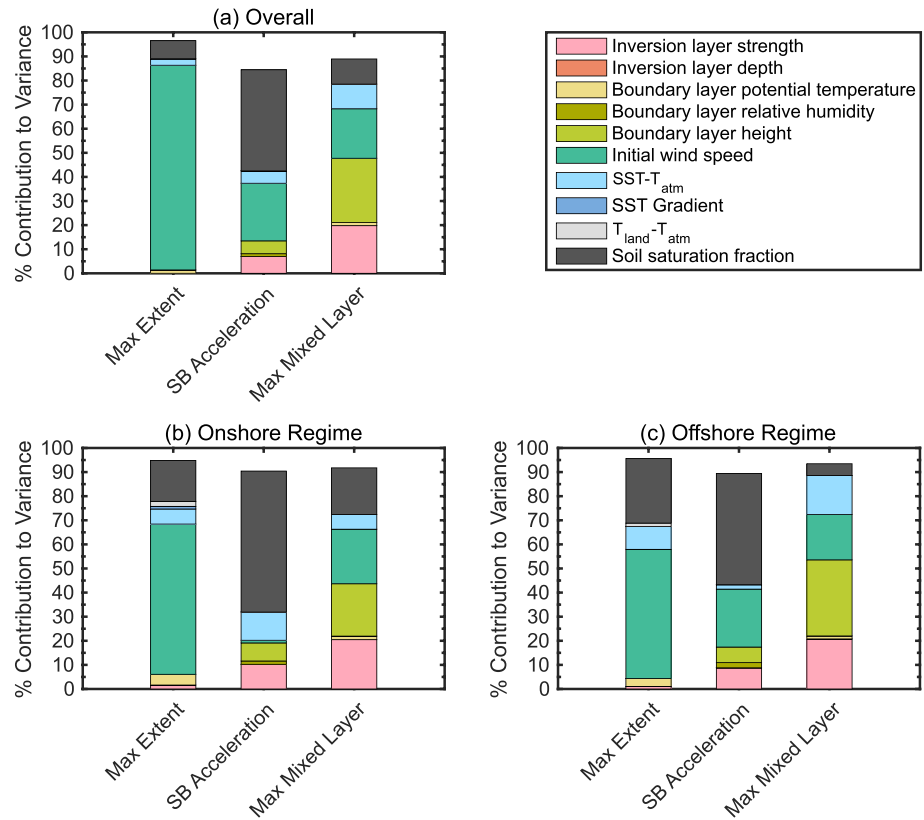 (a) Overall
100
90
80
70
60
50
40
30
20
10
0
% Contribution to Variance
Max Extent
SB Acceleration
Max Mixed Layer
Inversion layer strength
Inversion layer depth
Boundary layer potential temperature
Boundary layer relative humidity
Boundary layer height
Initial wind speed
SST-T_atm
SST Gradient
T_land-T_atm
Soil saturation fraction
(b) Onshore Regime
100
90
80
70
60
50
40
30
20
10
0
% Contribution to Variance
Max Extent
SB Acceleration
Max Mixed Layer
(c) Offshore Regime
100
90
80
70
60
50
40
30
20
10
0
% Contribution to Variance
Max Extent
SB Acceleration
Max Mixed Layer